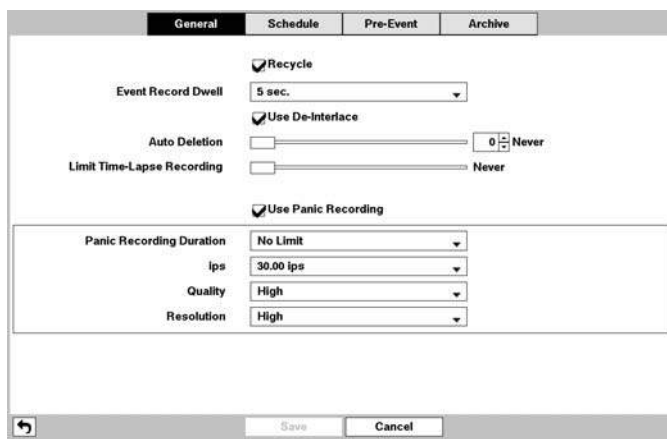 General Schedule Pre-Event Archive
Recycle
Event Record Dwell 5 sec.
Use De-Interlace
Auto Deletion 0 Never
Limit Time-Lapse Recording Never
Use Panic Recording
Panic Recording Duration No Limit
ips 30.00 ips
Quality High
Resolution High
Save Cancel